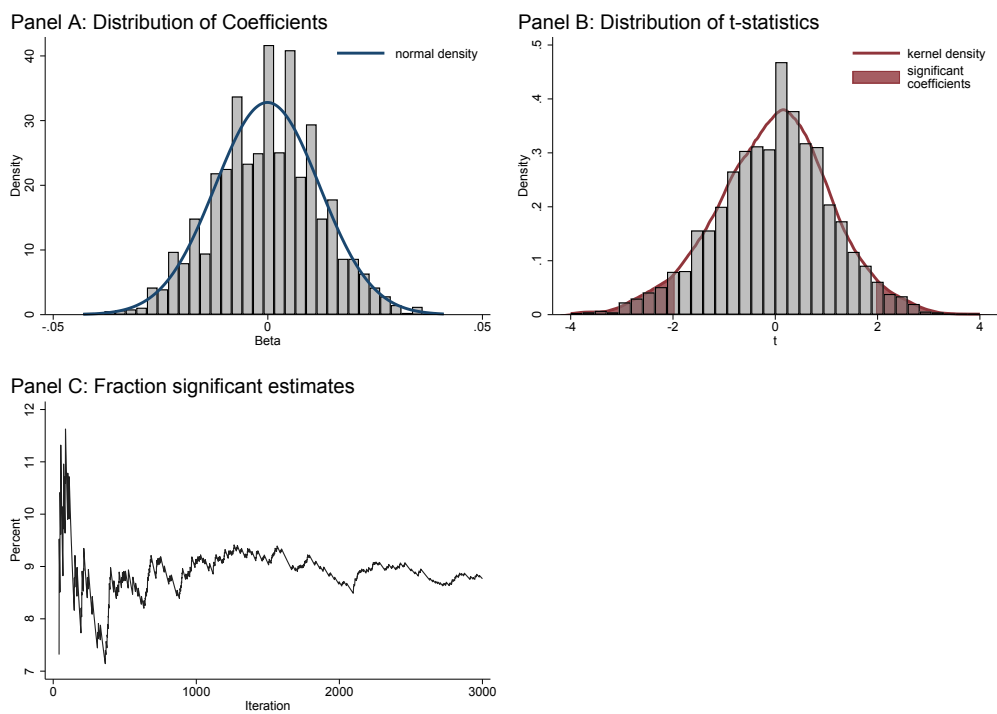 Panel A: Distribution of Coefficients
normal density
Density
0 10 20 30 40
-.05 0 .05
Beta
Panel B: Distribution of t-statistics
kernel density
significant
coefficients
Density
0 .1 .2 .3 .4 .5
-4 -2 0 2 4
t
Panel C: Fraction significant estimates
Percent
7 8 9 10 11 12
0 1000 2000 3000
Iteration